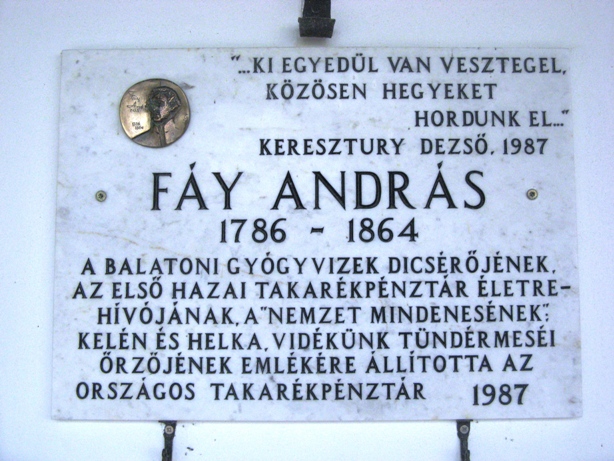 "...KI EGYEDÜL VAN VESZTEGEL,
KÖZÖSEN HEGYEKET
HORDUNK EL..."
KERESZTURY DEZSŐ. 1987
FÁY ANDRÁS
1786 - 1864
A BALATONI GYÓGYVIZEK DICSÉRŐJÉNEK,
AZ ELSŐ HAZAI TAKARÉKPÉNZTÁR ÉLETRE-
HÍVÓJÁNAK, A "NEMZET MINDENESÉNEK",
KELÉN ÉS HELKA, VIDÉKÜNK TÜNDÉRMESÉI
ŐRZŐJÉNEK EMLÉKÉRE ÁLLÍTOTTA AZ
ORSZÁGOS TAKARÉKPÉNZTÁR 1987